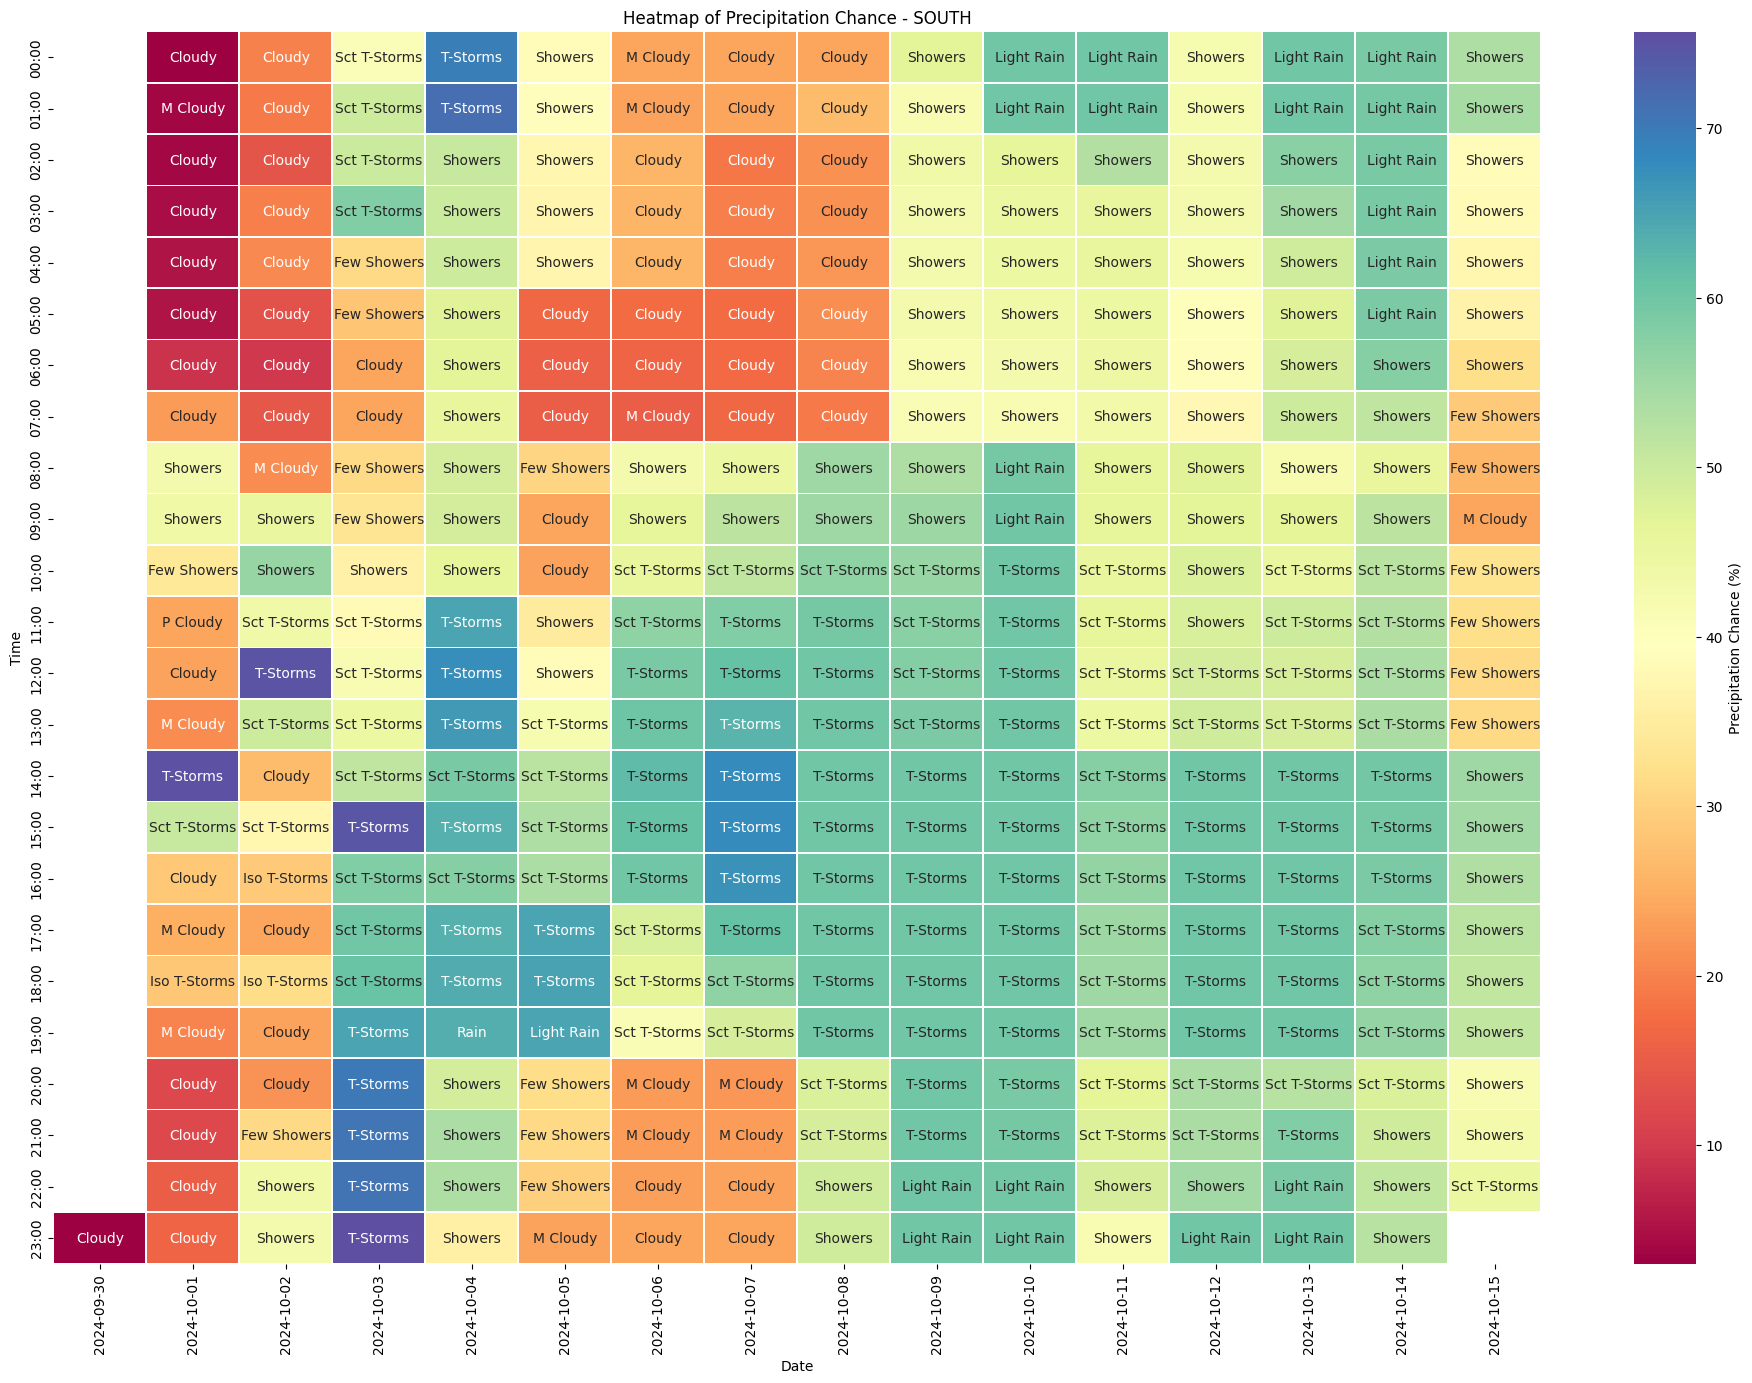 Heatmap of Precipitation Chance - SOUTH
00:00 Cloudy Cloudy Sct T-Storms T-Storms Showers M Cloudy Cloudy Cloudy Showers Light Rain Light Rain Showers Light Rain Light Rain Showers
01:00 M Cloudy Cloudy Sct T-Storms T-Storms Showers M Cloudy Cloudy Cloudy Showers Light Rain Light Rain Showers Light Rain Light Rain Showers
70
02:00 Cloudy Cloudy Sct T-Storms Showers Showers Cloudy Cloudy Cloudy Showers Showers Showers Showers Showers Light Rain Showers
03:00 Cloudy Cloudy Sct T-Storms Showers Showers Cloudy Cloudy Cloudy Showers Showers Showers Showers Showers Light Rain Showers
04:00 Cloudy Cloudy Few Showers Showers Showers Cloudy Cloudy Cloudy Showers Showers Showers Showers Showers Light Rain Showers
60
05:00 Cloudy Cloudy Few Showers Showers Cloudy Cloudy Cloudy Cloudy Showers Showers Showers Showers Showers Light Rain Showers
06:00 Cloudy Cloudy Cloudy Showers Cloudy Cloudy Cloudy Cloudy Showers Showers Showers Showers Showers Showers Showers
07:00 Cloudy Cloudy Cloudy Showers Cloudy M Cloudy Cloudy Cloudy Showers Showers Showers Showers Showers Showers Few Showers
08:00 Showers M Cloudy Few Showers Showers Few Showers Showers Showers Showers Showers Light Rain Showers Showers Showers Showers Few Showers
50
09:00 Showers Showers Few Showers Showers Cloudy Showers Showers Showers Showers Light Rain Showers Showers Showers Showers M Cloudy
10:00 Few Showers Showers Showers Showers Cloudy Sct T-Storms Sct T-Storms Sct T-Storms Sct T-Storms T-Storms Sct T-Storms Showers Sct T-Storms Sct T-Storms Few Showers
11:00 P Cloudy Sct T-Storms Sct T-Storms T-Storms Showers Sct T-Storms T-Storms T-Storms Sct T-Storms T-Storms Sct T-Storms Showers Sct T-Storms Sct T-Storms Few Showers
Time
Precipitation Chance (%)
40
12:00 Cloudy T-Storms Sct T-Storms T-Storms Showers T-Storms T-Storms T-Storms Sct T-Storms T-Storms Sct T-Storms Sct T-Storms Sct T-Storms Sct T-Storms Few Showers
13:00 M Cloudy Sct T-Storms Sct T-Storms T-Storms Sct T-Storms T-Storms T-Storms T-Storms Sct T-Storms T-Storms Sct T-Storms Sct T-Storms Sct T-Storms Sct T-Storms Few Showers
14:00 T-Storms Cloudy Sct T-Storms Sct T-Storms Sct T-Storms T-Storms T-Storms T-Storms T-Storms T-Storms Sct T-Storms T-Storms T-Storms T-Storms Showers
30
15:00 Sct T-Storms Sct T-Storms T-Storms T-Storms Sct T-Storms T-Storms T-Storms T-Storms T-Storms T-Storms Sct T-Storms T-Storms T-Storms T-Storms Showers
16:00 Cloudy Iso T-Storms Sct T-Storms Sct T-Storms Sct T-Storms T-Storms T-Storms T-Storms T-Storms T-Storms Sct T-Storms T-Storms T-Storms T-Storms Showers
17:00 M Cloudy Cloudy Sct T-Storms T-Storms T-Storms Sct T-Storms T-Storms T-Storms T-Storms T-Storms Sct T-Storms T-Storms T-Storms Sct T-Storms Showers
18:00 Iso T-Storms Iso T-Storms Sct T-Storms T-Storms T-Storms Sct T-Storms Sct T-Storms T-Storms T-Storms T-Storms Sct T-Storms T-Storms T-Storms Sct T-Storms Showers
20
19:00 M Cloudy Cloudy T-Storms Rain Light Rain Sct T-Storms Sct T-Storms T-Storms T-Storms T-Storms Sct T-Storms T-Storms T-Storms Sct T-Storms Showers
20:00 Cloudy Cloudy T-Storms Showers Few Showers M Cloudy M Cloudy Sct T-Storms T-Storms T-Storms Sct T-Storms Sct T-Storms Sct T-Storms Sct T-Storms Showers
21:00 Cloudy Few Showers T-Storms Showers Few Showers M Cloudy M Cloudy Sct T-Storms T-Storms T-Storms Sct T-Storms Sct T-Storms T-Storms Showers Showers
10
22:00 Cloudy Showers T-Storms Showers Few Showers Cloudy Cloudy Showers Light Rain Light Rain Showers Showers Light Rain Showers Sct T-Storms
23:00 Cloudy Cloudy Showers T-Storms Showers M Cloudy Cloudy Cloudy Showers Light Rain Light Rain Showers Light Rain Light Rain Showers
2024-09-30 2024-10-01 2024-10-02 2024-10-03 2024-10-04 2024-10-05 2024-10-06 2024-10-07 2024-10-08 2024-10-09 2024-10-10 2024-10-11 2024-10-12 2024-10-13 2024-10-14 2024-10-15
Date